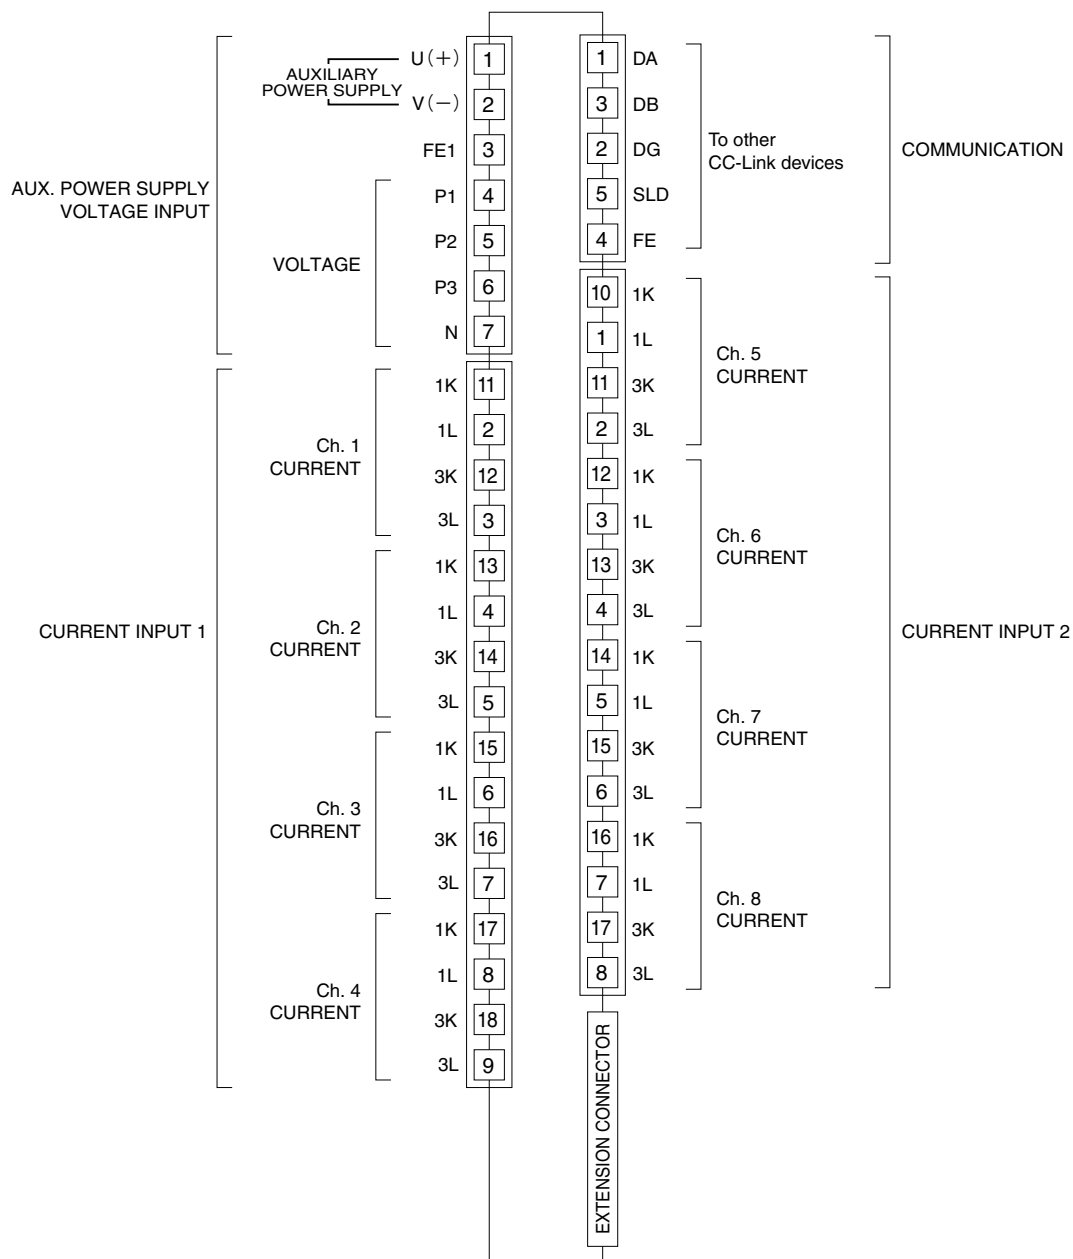 AUX. POWER SUPPLY
VOLTAGE INPUT
AUXILIARY
POWER SUPPLY
U(+) 1
V(−) 2
FE1 3
VOLTAGE
P1 4
P2 5
P3 6
N 7
CURRENT INPUT 1
Ch. 1
CURRENT
1K 11
1L 2
3K 12
3L 3
Ch. 2
CURRENT
1K 13
1L 4
3K 14
3L 5
Ch. 3
CURRENT
1K 15
1L 6
3K 16
3L 7
Ch. 4
CURRENT
1K 17
1L 8
3K 18
3L 9
1 DA
3 DB
2 DG
5 SLD
4 FE
To other
CC-Link devices
COMMUNICATION
10 1K
1 1L
11 3K
2 3L
Ch. 5
CURRENT
12 1K
3 1L
13 3K
4 3L
Ch. 6
CURRENT
14 1K
5 1L
15 3K
6 3L
Ch. 7
CURRENT
16 1K
7 1L
17 3K
8 3L
Ch. 8
CURRENT
CURRENT INPUT 2
EXTENSION CONNECTOR